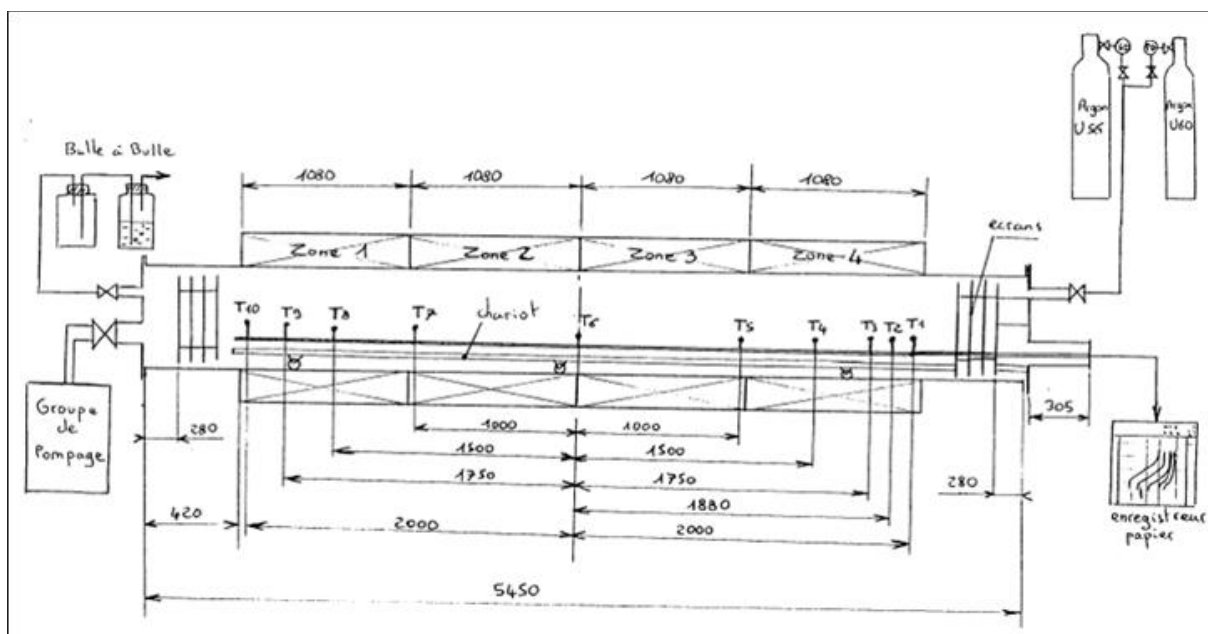 Argon
U56
Argon
U60
Bulle à Bulle
1080
1080
1080
1080
ecrans
Zone 1
Zone 2
Zone 3
Zone 4
T10
T9
T8
T7
chariot
T6
T5
T4
T3
T2
T1
Groupe
de
Pompage
280
1000
1000
305
1500
1500
1750
1750
280
420
1880
2000
2000
enregistreur
papier
5450